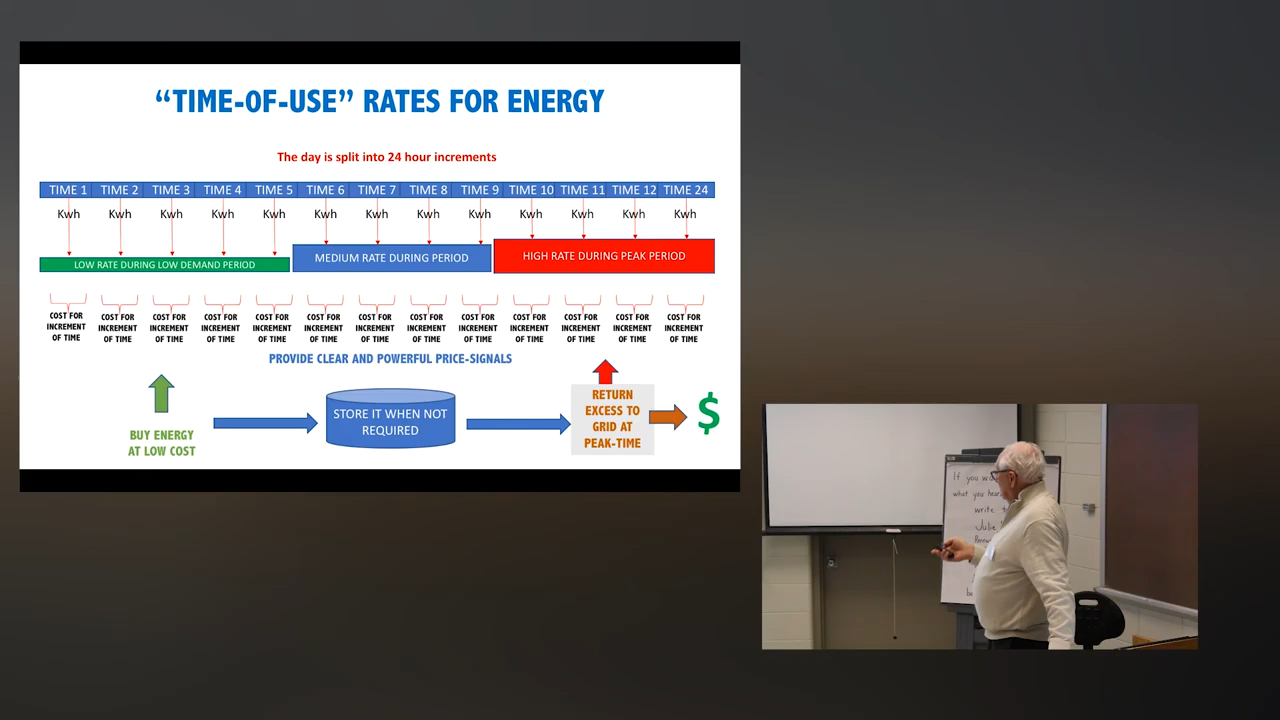 “TIME-OF-USE” RATES FOR ENERGY
The day is split into 24 hour increments
TIME 1 TIME 2 TIME 3 TIME 4 TIME 5 TIME 6 TIME 7 TIME 8 TIME 9 TIME 10 TIME 11 TIME 12 TIME 24
Kwh Kwh Kwh Kwh Kwh Kwh Kwh Kwh Kwh Kwh Kwh Kwh Kwh
LOW RATE DURING LOW DEMAND PERIOD
MEDIUM RATE DURING PERIOD
HIGH RATE DURING PEAK PERIOD
COST FOR COST FOR COST FOR COST FOR COST FOR COST FOR COST FOR COST FOR COST FOR COST FOR COST FOR COST FOR COST FOR
INCREMENT INCREMENT INCREMENT INCREMENT INCREMENT INCREMENT INCREMENT INCREMENT INCREMENT INCREMENT INCREMENT INCREMENT INCREMENT
OF TIME OF TIME OF TIME OF TIME OF TIME OF TIME OF TIME OF TIME OF TIME OF TIME OF TIME OF TIME OF TIME
PROVIDE CLEAR AND POWERFUL PRICE-SIGNALS
BUY ENERGY
AT LOW COST
STORE IT WHEN NOT
REQUIRED
RETURN
EXCESS TO
GRID AT
PEAK-TIME
$
If you
what you
write
Julie